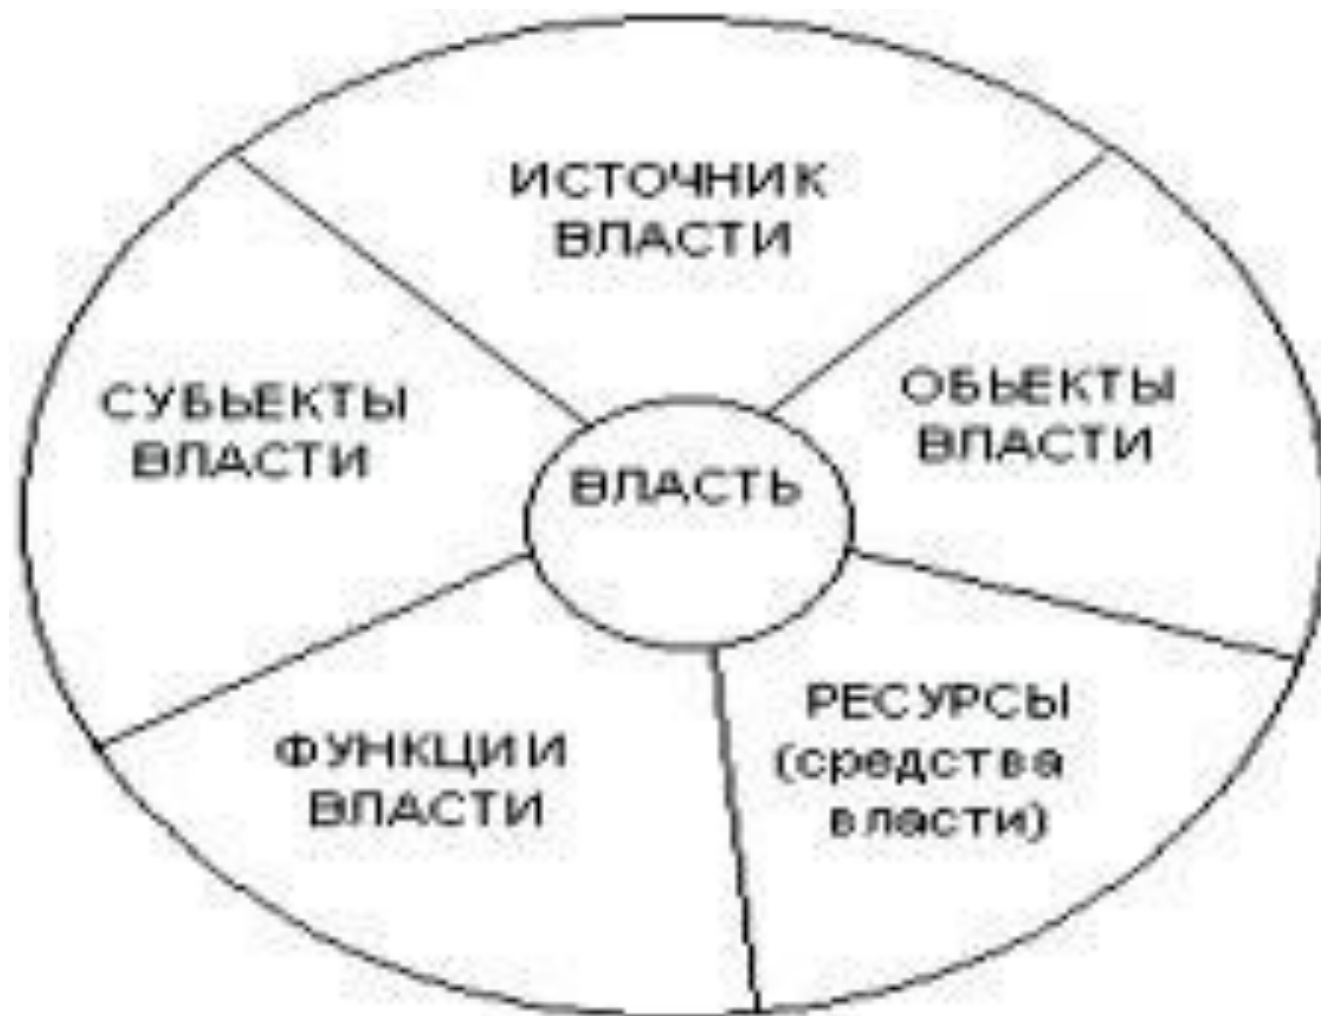 ИСТОЧНИК
ВЛАСТИ
СУБЬЕКТЫ
ВЛАСТИ
ОБЬЕКТЫ
ВЛАСТИ
ВЛАСТЬ
ФУНКЦИИ
ВЛАСТИ
РЕСУРСЫ
(средства
власти)